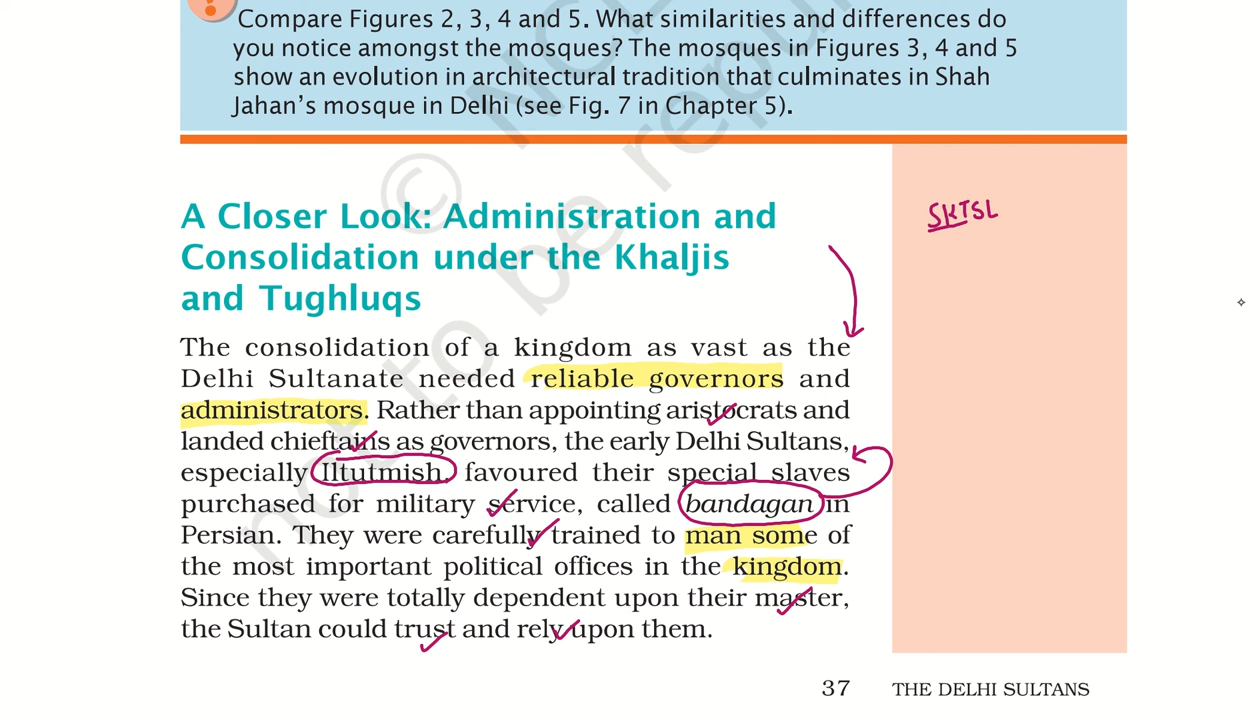 Compare Figures 2, 3, 4 and 5. What similarities and differences do
you notice amongst the mosques? The mosques in Figures 3, 4 and 5
show an evolution in architectural tradition that culminates in Shah
Jahan's mosque in Delhi (see Fig. 7 in Chapter 5).
A Closer Look: Administration and
Consolidation under the Khaljis
and Tughluqs
SKTSL
The consolidation of a kingdom as vast as the
Delhi Sultanate needed reliable governors and
administrators. Rather than appointing aristocrats and
landed chieftains as governors, the early Delhi Sultans,
especially Iltutmish, favoured their special slaves
purchased for military service, called bandagan in
Persian. They were carefully trained to man some of
the most important political offices in the kingdom.
Since they were totally dependent upon their master,
the Sultan could trust and rely upon them.
37 THE DELHI SULTANS
not to be republ
© NCE